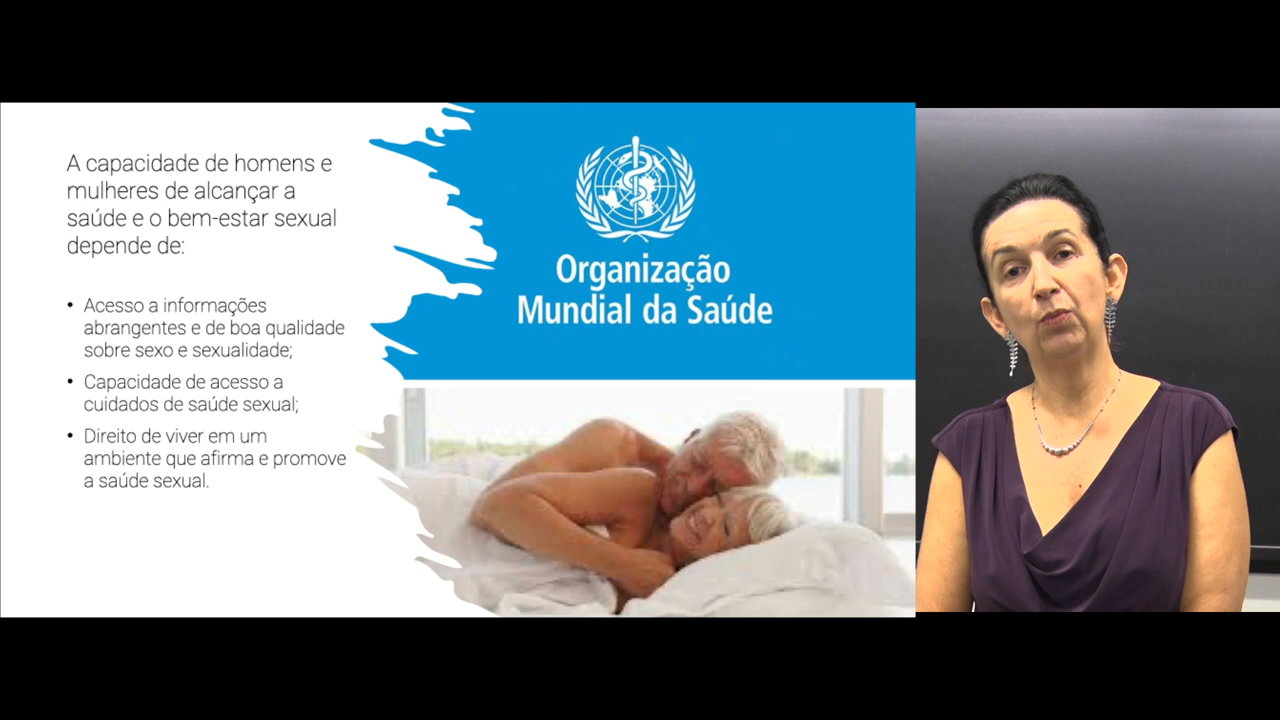 A capacidade de homens e
mulheres de alcançar a
saúde e o bem-estar sexual
depende de:
• Acesso a informações
abrangentes e de boa qualidade
sobre sexo e sexualidade;
• Capacidade de acesso a
cuidados de saúde sexual;
• Direito de viver em um
ambiente que afirma e promove
a saúde sexual.
Organização
Mundial da Saúde